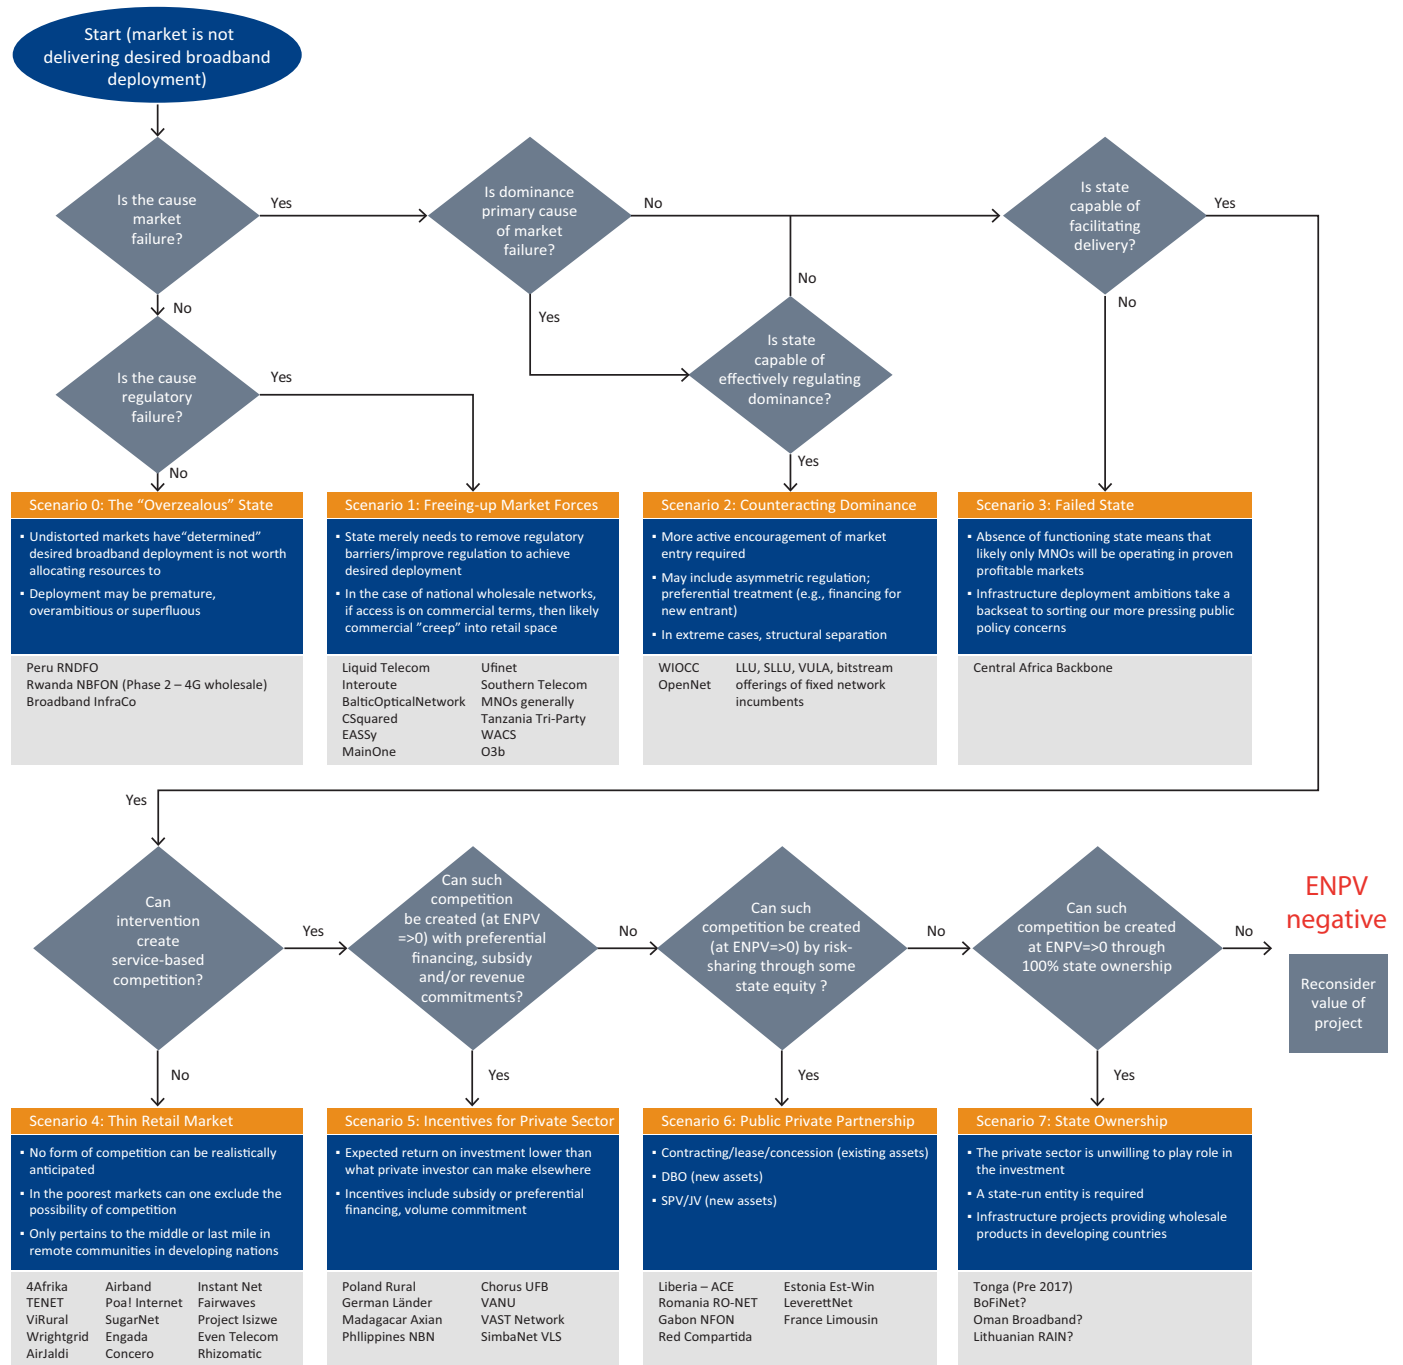 Start (market is not
delivering desired broadband
deployment)
Is the cause
market
failure?
Yes
Is dominance
primary cause
of market
failure?
No
Is state
capable of
facilitating
delivery?
Yes
No
No
Yes
No
Is the cause
regulatory
failure?
Yes
Is state
capable of
effectively regulating
dominance?
No
Yes
Scenario 0: The “Overzealous” State
▪ Undistorted markets have“determined”
desired broadband deployment is not worth
allocating resources to
▪ Deployment may be premature,
overambitious or superfluous
Peru RNDFO
Rwanda NBFON (Phase 2 – 4G wholesale)
Broadband InfraCo
Scenario 1: Freeing-up Market Forces
▪ State merely needs to remove regulatory
barriers/improve regulation to achieve
desired deployment
▪ In the case of national wholesale networks,
if access is on commercial terms, then likely
commercial ”creep” into retail space
Liquid Telecom
Interoute
BalticOpticalNetwork
CSquared
EASSy
MainOne
Ufinet
Southern Telecom
MNOs generally
Tanzania Tri-Party
WACS
O3b
Scenario 2: Counteracting Dominance
▪ More active encouragement of market
entry required
▪ May include asymmetric regulation;
preferential treatment (e.g., financing for
new entrant)
▪ In extreme cases, structural separation
WIOCC
OpenNet
LLU, SLLU, VULA, bitstream
offerings of fixed network
incumbents
Scenario 3: Failed State
▪ Absence of functioning state means that
likely only MNOs will be operating in proven
profitable markets
▪ Infrastructure deployment ambitions take a
backseat to sorting our more pressing public
policy concerns
Central Africa Backbone
Yes
Can
intervention
create
service-based
competition?
Yes
Can such
competition
be created (at ENPV
=>0) with preferential
financing, subsidy
and/or revenue
commitments?
No
Can such
competition be created
(at ENPV=>0) by risk-
sharing through some
state equity ?
No
Can such
competition be created
at ENPV=>0 through
100% state ownership
No
ENPV
negative
Reconsider
value of
project
No
Yes
Yes
Yes
Scenario 4: Thin Retail Market
▪ No form of competition can be realistically
anticipated
▪ In the poorest markets can one exclude the
possibility of competition
▪ Only pertains to the middle or last mile in
remote communities in developing nations
4Afrika
TENET
ViRural
Wrightgrid
AirJaldi
Airband
Poa! Internet
SugarNet
Engada
Concero
Instant Net
Fairwaves
Project Isizwe
Even Telecom
Rhizomatic
Scenario 5: Incentives for Private Sector
▪ Expected return on investment lower than
what private investor can make elsewhere
▪ Incentives include subsidy or preferential
financing, volume commitment
Poland Rural
German Länder
Madagacar Axian
Phllippines NBN
Chorus UFB
VANU
VAST Network
SimbaNet VLS
Scenario 6: Public Private Partnership
▪ Contracting/lease/concession (existing assets)
▪ DBO (new assets)
▪ SPV/JV (new assets)
Liberia – ACE
Romania RO-NET
Gabon NFON
Red Compartida
Estonia Est-Win
LeverettNet
France Limousin
Scenario 7: State Ownership
▪ The private sector is unwilling to play role in
the investment
▪ A state-run entity is required
▪ Infrastructure projects providing wholesale
products in developing countries
Tonga (Pre 2017)
BoFiNet?
Oman Broadband?
Lithuanian RAIN?